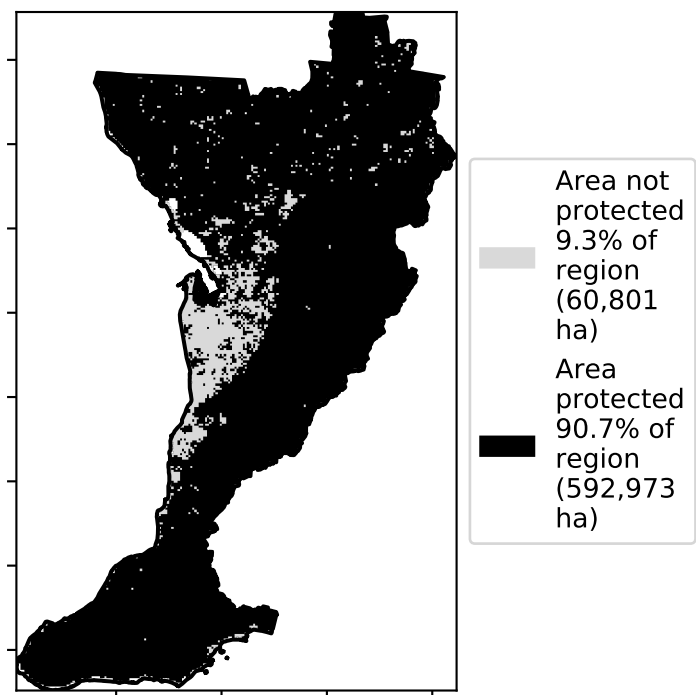 Area not
protected
9.3% of
region
(60,801
ha)
Area
protected
90.7% of
region
(592,973
ha)